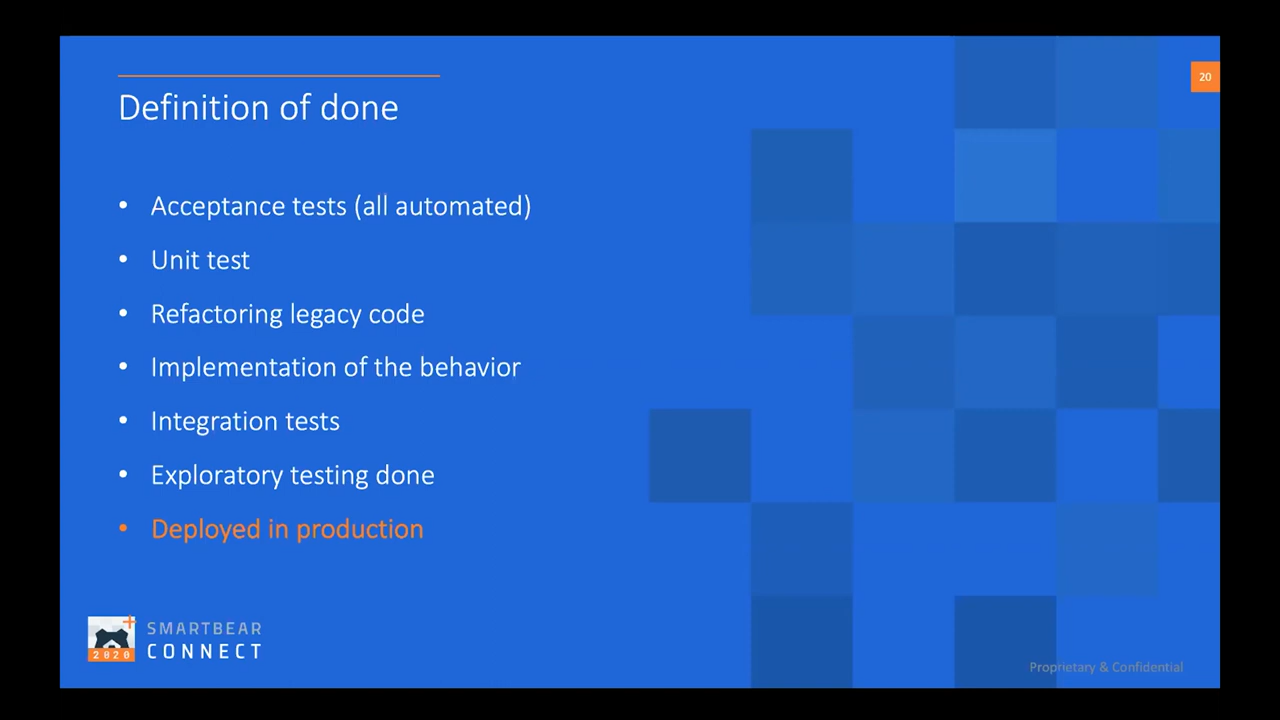 20
Definition of done
• Acceptance tests (all automated)
• Unit test
• Refactoring legacy code
• Implementation of the behavior
• Integration tests
• Exploratory testing done
• Deployed in production
2020
SMARTBEAR
CONNECT
Proprietary & Confidential